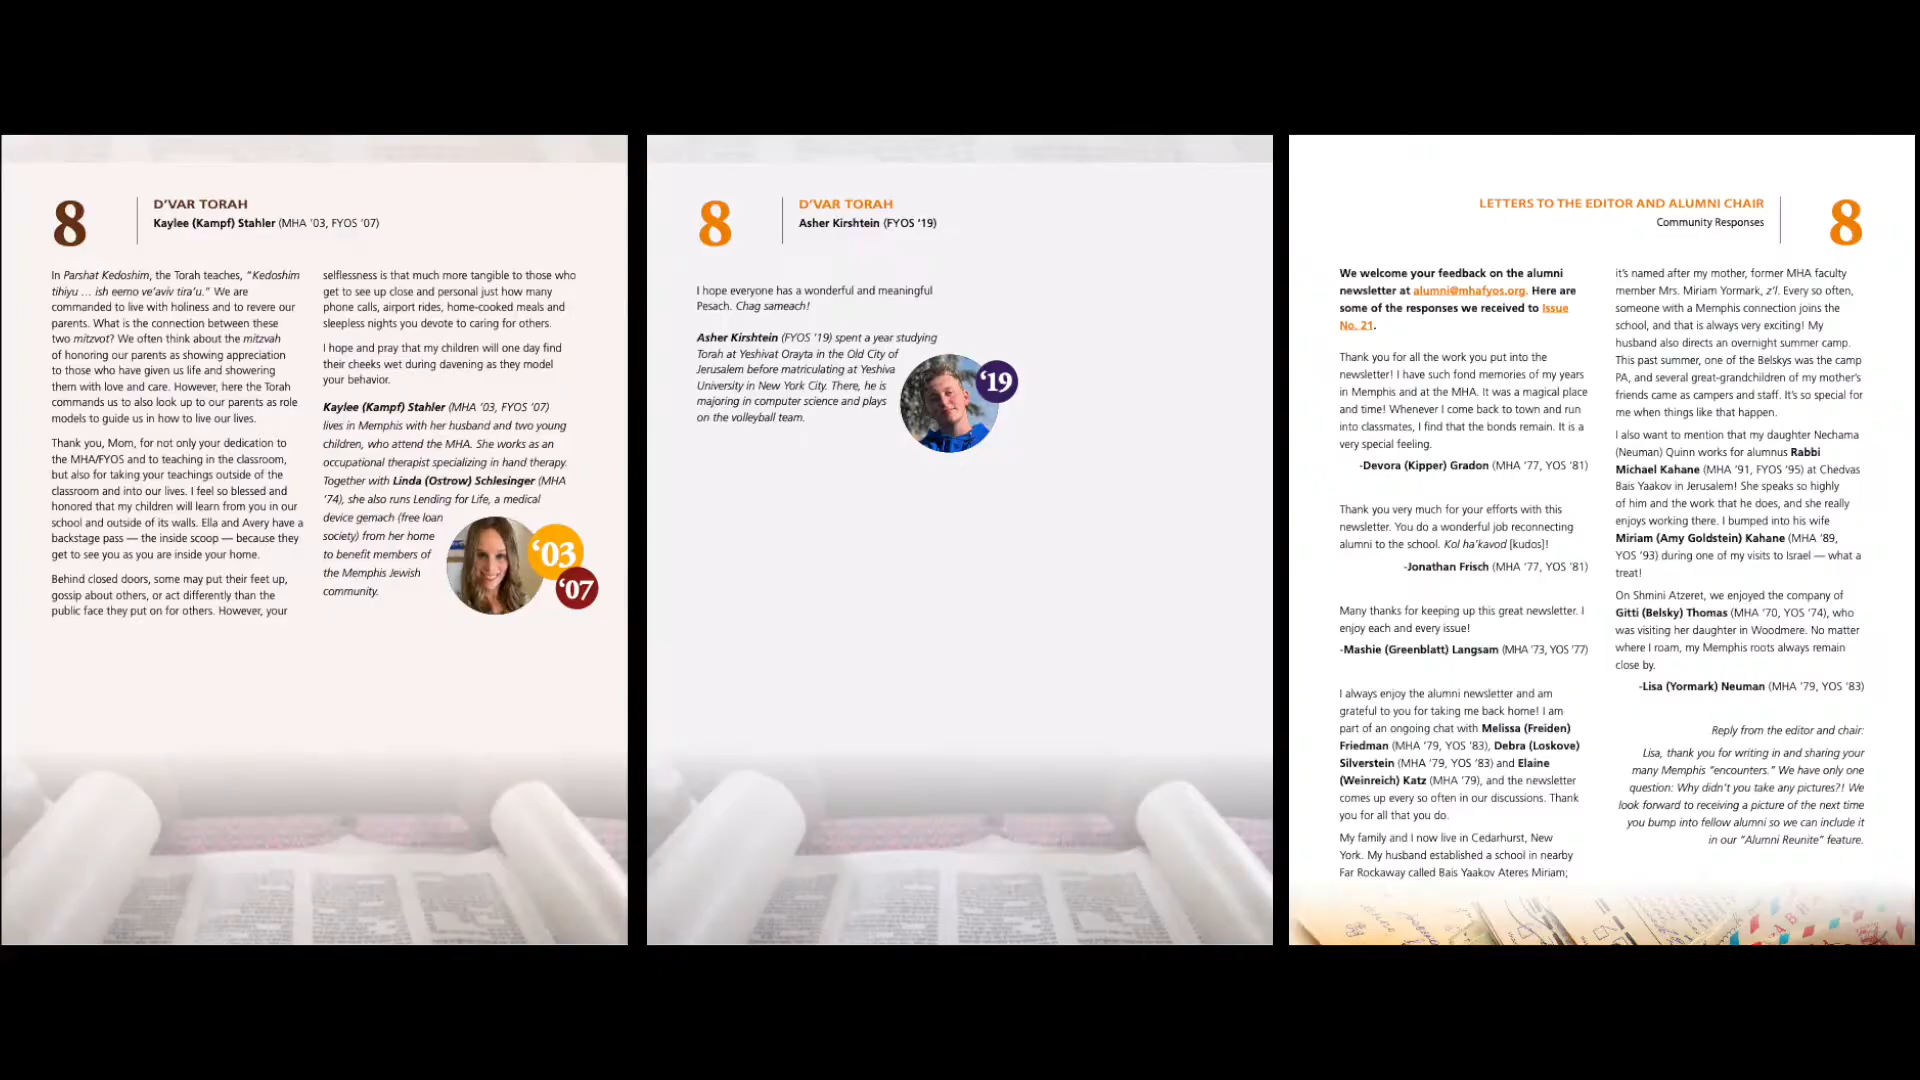 8
D'VAR TORAH
Kaylee (Kampf) Stahler (MHA '03, FYOS '07)
In Parshat Kedoshim, the Torah teaches, "Kedoshim
tihiyu ... ish eemo ve'aviv tira'u." We are
commanded to live with holiness and to revere our
parents. What is the connection between these
two mitzvot? We often think about the mitzvah
of honoring our parents as showing appreciation
to those who have given us life and showering
them with love and care. However, here the Torah
commands us to also look up to our parents as role
models to guide us in how to live our lives.
Thank you, Mom, for not only your dedication to
the MHA/FYOS and to teaching in the classroom,
but also for taking your teachings outside of the
classroom and into our lives. I feel so blessed and
honored that my children will learn from you in our
school and outside of its walls. Ella and Avery have a
backstage pass — the inside scoop — because they
get to see you as you are inside your home.
Behind closed doors, some may put their feet up,
gossip about others, or act differently than the
public face they put on for others. However, your
selflessness is that much more tangible to those who
get to see up close and personal just how many
phone calls, airport rides, home-cooked meals and
sleepless nights you devote to caring for others.
I hope and pray that my children will one day find
their cheeks wet during davening as they model
your behavior.
Kaylee (Kampf) Stahler (MHA '03, FYOS '07)
lives in Memphis with her husband and two young
children, who attend the MHA. She works as an
occupational therapist specializing in hand therapy.
Together with Linda (Ostrow) Schlesinger (MHA
'74), she also runs Lending for Life, a medical
device gemach (free loan
society) from her home
to benefit members of
the Memphis Jewish
community.
'03
'07
8
D'VAR TORAH
Asher Kirshtein (FYOS '19)
I hope everyone has a wonderful and meaningful
Pesach. Chag sameach!
Asher Kirshtein (FYOS '19) spent a year studying
Torah at Yeshivat Orayta in the Old City of
Jerusalem before matriculating at Yeshiva
University in New York City. There, he is
majoring in computer science and plays
on the volleyball team.
'19
LETTERS TO THE EDITOR AND ALUMNI CHAIR
Community Responses
8
We welcome your feedback on the alumni
newsletter at alumni@mhafyos.org. Here are
some of the responses we received to Issue
No. 21.
Thank you for all the work you put into the
newsletter! I have such fond memories of my years
in Memphis and at the MHA. It was a magical place
and time! Whenever I come back to town and run
into classmates, I find that the bonds remain. It is a
very special feeling.
-Devora (Kipper) Gradon (MHA '77, YOS '81)
Thank you very much for your efforts with this
newsletter. You do a wonderful job reconnecting
alumni to the school. Kol ha'kavod [kudos]!
-Jonathan Frisch (MHA '77, YOS '81)
Many thanks for keeping up this great newsletter. I
enjoy each and every issue!
-Mashie (Greenblatt) Langsam (MHA '73, YOS '77)
I always enjoy the alumni newsletter and am
grateful to you for taking me back home! I am
part of an ongoing chat with Melissa (Freiden)
Friedman (MHA '79, YOS '83), Debra (Loskove)
Silverstein (MHA '79, YOS '83) and Elaine
(Weinreich) Katz (MHA '79), and the newsletter
comes up every so often in our discussions. Thank
you for all that you do.
My family and I now live in Cedarhurst, New
York. My husband established a school in nearby
Far Rockaway called Bais Yaakov Ateres Miriam;
it's named after my mother, former MHA faculty
member Mrs. Miriam Yormark, z'l. Every so often,
someone with a Memphis connection joins the
school, and that is always very exciting! My
husband also directs an overnight summer camp.
This past summer, one of the Belskys was the camp
PA, and several great-grandchildren of my mother's
friends came as campers and staff. It's so special for
me when things like that happen.
I also want to mention that my daughter Nechama
(Neuman) Quinn works for alumnus Rabbi
Michael Kahane (MHA '91, FYOS '95) at Chedvas
Bais Yaakov in Jerusalem! She speaks so highly
of him and the work that he does, and she really
enjoys working there. I bumped into his wife
Miriam (Amy Goldstein) Kahane (MHA '89,
YOS '93) during one of my visits to Israel — what a
treat!
On Shmini Atzeret, we enjoyed the company of
Gitti (Belsky) Thomas (MHA '70, YOS '74), who
was visiting her daughter in Woodmere. No matter
where I roam, my Memphis roots always remain
close by.
-Lisa (Yormark) Neuman (MHA '79, YOS '83)
Reply from the editor and chair:
Lisa, thank you for writing in and sharing your
many Memphis "encounters." We have only one
question: Why didn't you take any pictures?! We
look forward to receiving a picture of the next time
you bump into fellow alumni so we can include it
in our "Alumni Reunite" feature.